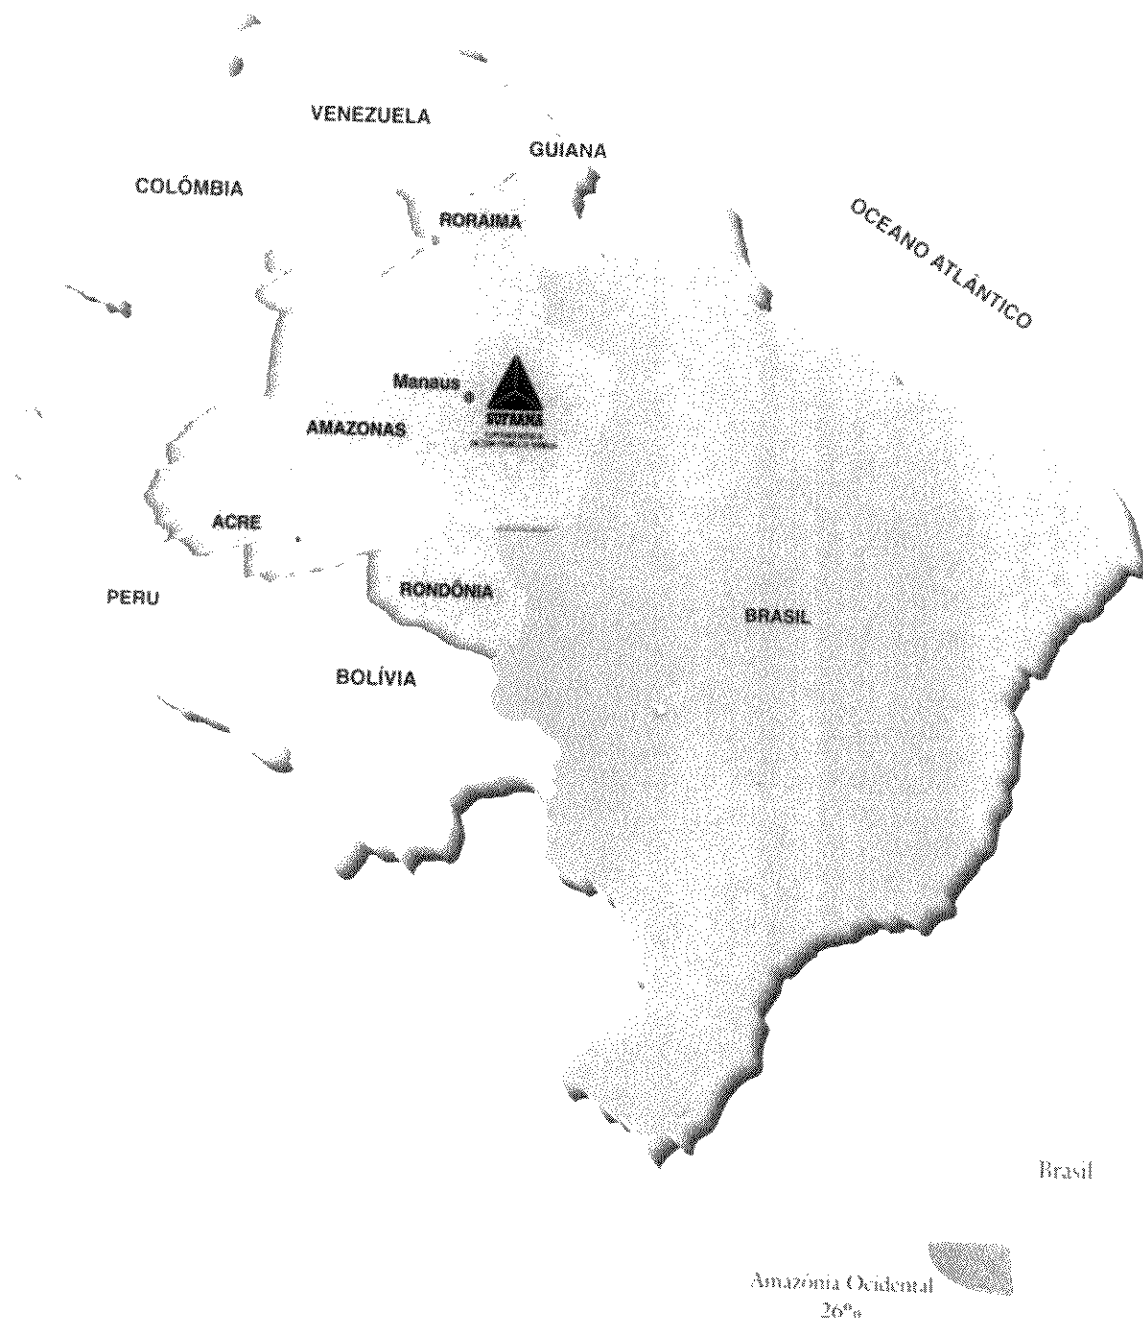 VENEZUELA
GUIANA
COLÔMBIA
RORAIMA
OCEANO ATLÂNTICO
Manaus
SUFRAMA
AMAZONAS
ACRE
RONDÔNIA
PERU
BRASIL
BOLÍVIA
Brasil
Amazônia Ocidental
26%